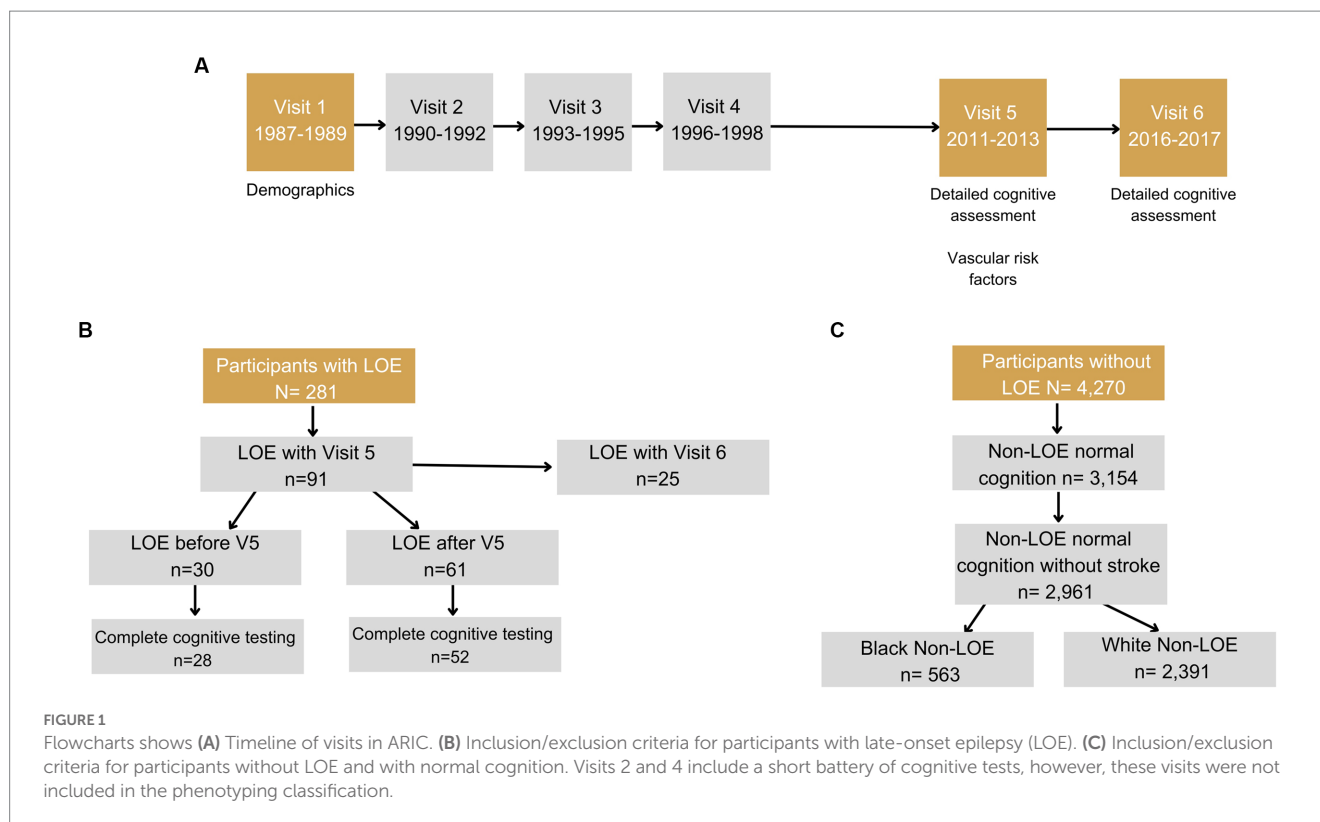 A
Visit 1
1987-1989
Visit 2
1990-1992
Visit 3
1993-1995
Visit 4
1996-1998
Visit 5
2011-2013
Visit 6
2016-2017
Demographics
Detailed cognitive
assessment
Vascular risk
factors
Detailed cognitive
assessment
B
Participants with LOE
N= 281
LOE with Visit 5
n=91
LOE with Visit 6
n=25
LOE before V5
n=30
LOE after V5
n=61
Complete cognitive testing
n=28
Complete cognitive testing
n=52
C
Participants without
LOE N= 4,270
Non-LOE normal
cognition n= 3,154
Non-LOE normal
cognition without stroke
n= 2,961
Black Non-LOE
n= 563
White Non-LOE
n= 2,391
FIGURE 1
Flowcharts shows (A) Timeline of visits in ARIC. (B) Inclusion/exclusion criteria for participants with late-onset epilepsy (LOE). (C) Inclusion/exclusion
criteria for participants without LOE and with normal cognition. Visits 2 and 4 include a short battery of cognitive tests, however, these visits were not
included in the phenotyping classification.